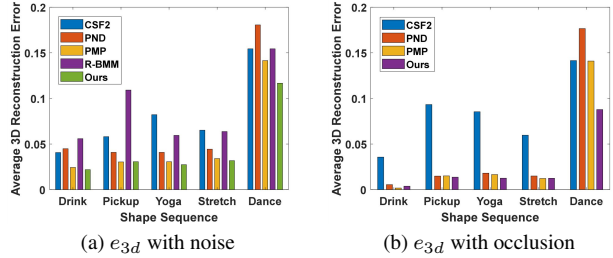 Average 3D Reconstruction Error
0.2
0.15
0.1
0.05
0
CSF2
PND
PMP
R-BMM
Ours
Drink Pickup Yoga Stretch Dance
Shape Sequence
(a) e3d with noise
Average 3D Reconstruction Error
0.2
0.15
0.1
0.05
0
CSF2
PND
PMP
Ours
Drink Pickup Yoga Stretch Dance
Shape Sequence
(b) e3d with occlusion